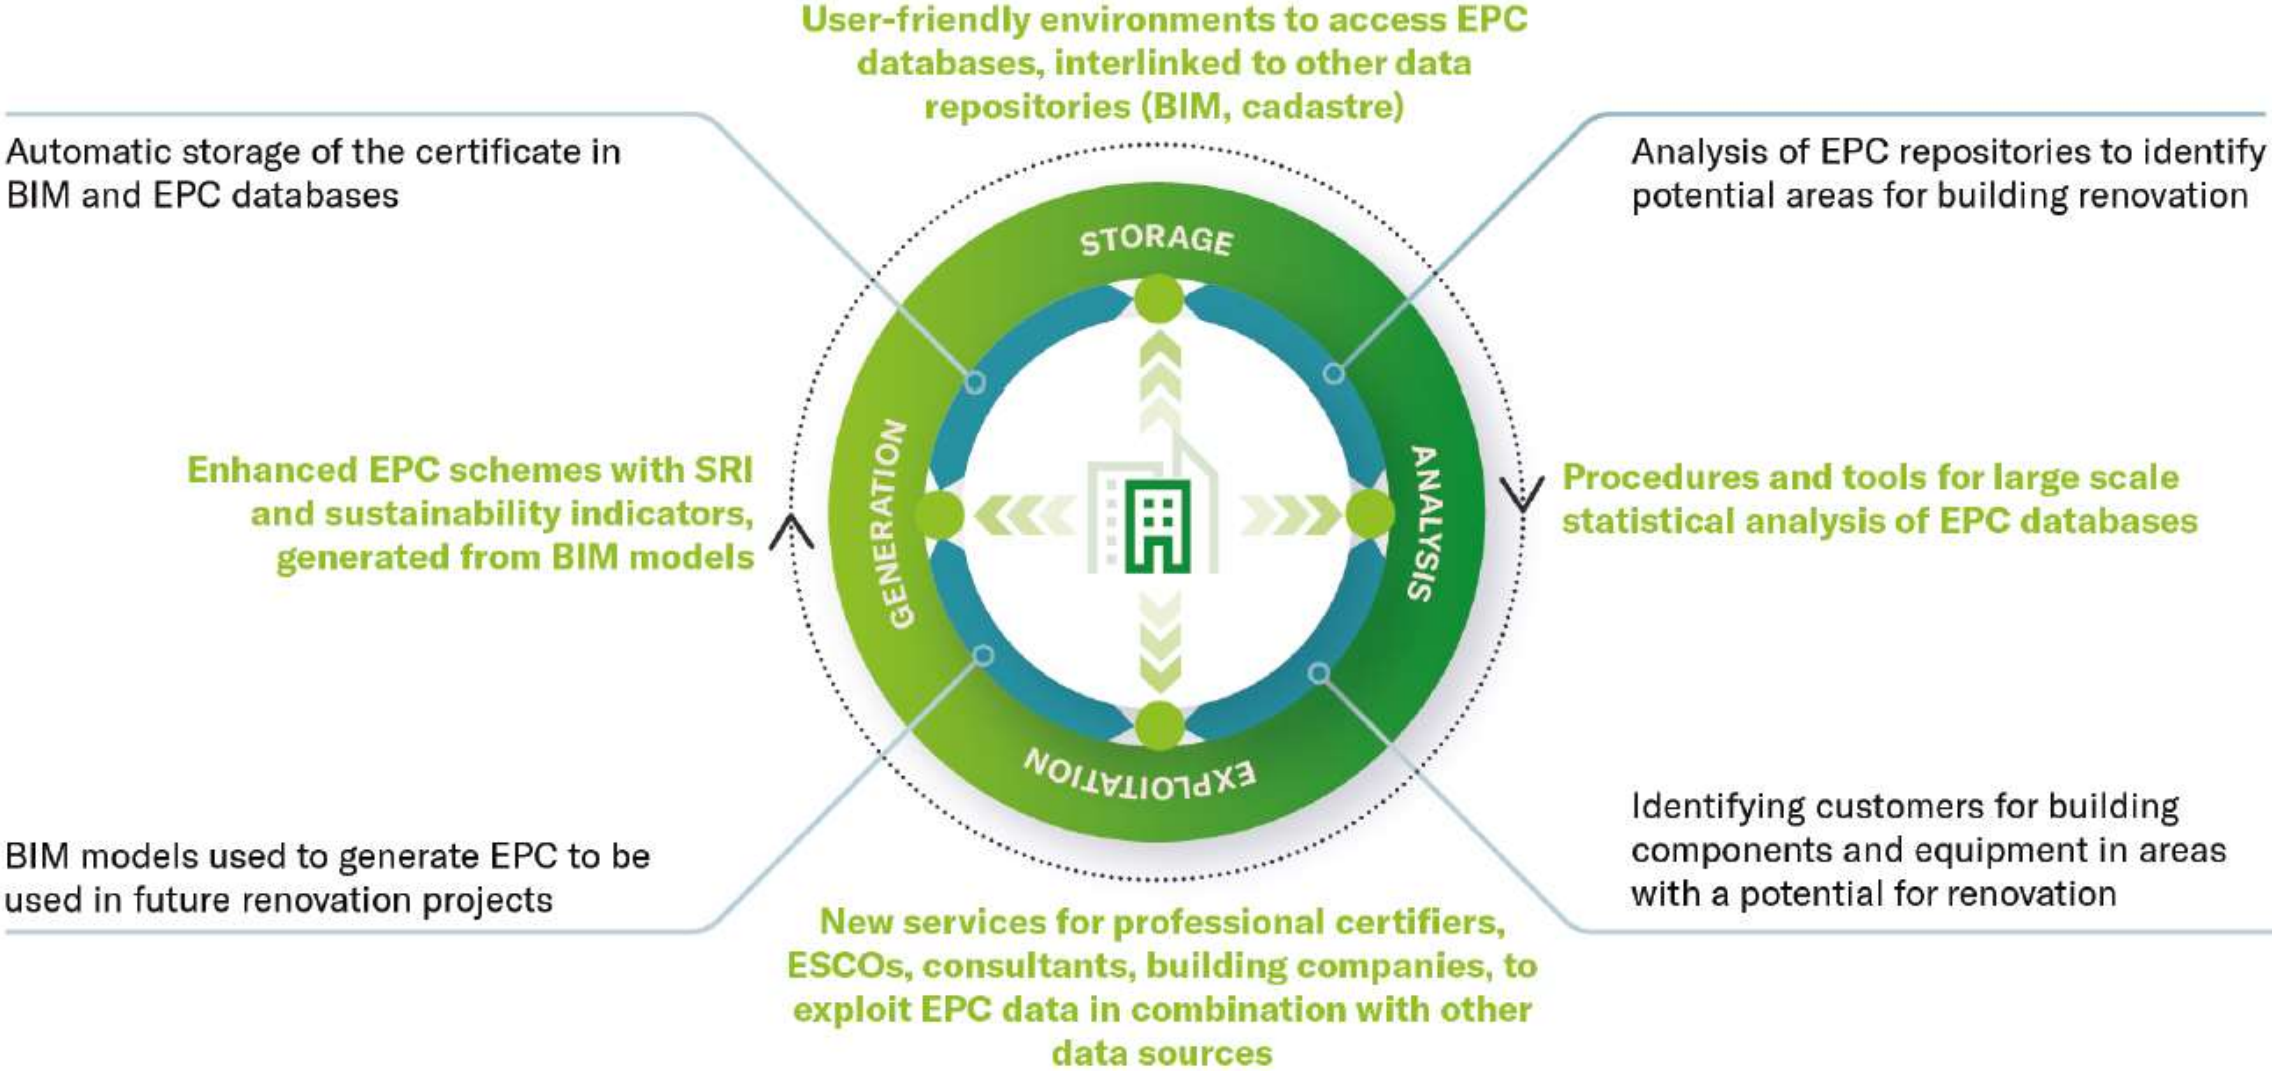 User-friendly environments to access EPC
databases, interlinked to other data
repositories (BIM, cadastre)
Automatic storage of the certificate in
BIM and EPC databases
Analysis of EPC repositories to identify
potential areas for building renovation
STORAGE
GENERATION
ANALYSIS
EXPLOITATION
Enhanced EPC schemes with SRI
and sustainability indicators,
generated from BIM models
Procedures and tools for large scale
statistical analysis of EPC databases
BIM models used to generate EPC to be
used in future renovation projects
Identifying customers for building
components and equipment in areas
with a potential for renovation
New services for professional certifiers,
ESCOs, consultants, building companies, to
exploit EPC data in combination with other
data sources